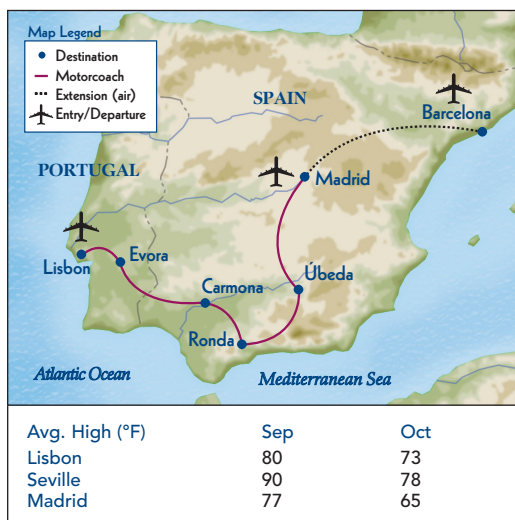 Map Legend
Destination
Motorcoach
Extension (air)
Entry/Departure
SPAIN
Barcelona
PORTUGAL
Madrid
Lisbon
Evora
Carmona
Úbeda
Ronda
Atlantic Ocean
Mediterranean Sea
Avg. High (°F) Sep Oct
Lisbon 80 73
Seville 90 78
Madrid 77 65